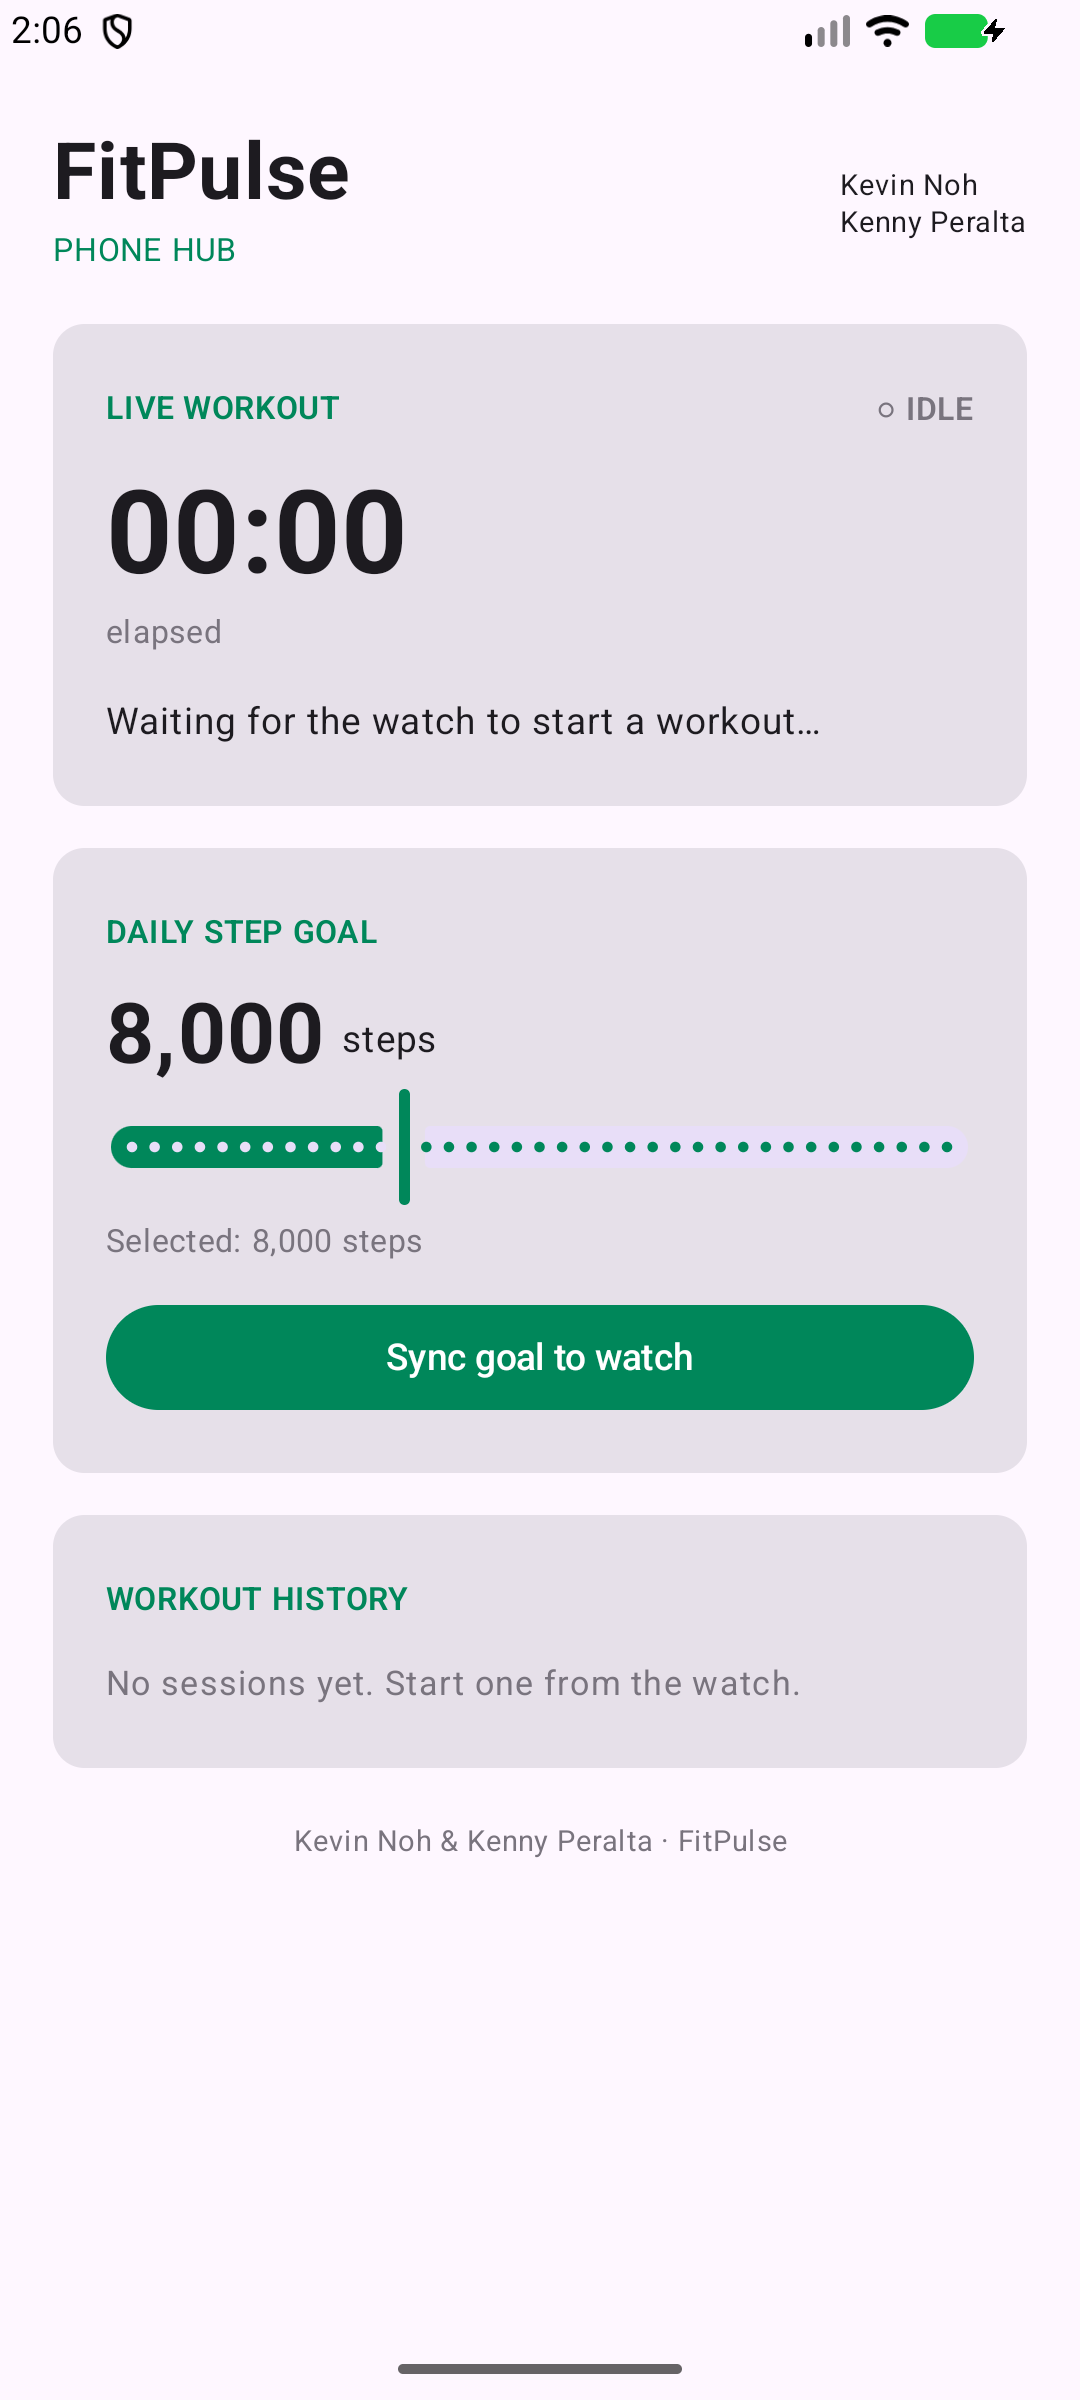 2:06
FitPulse
PHONE HUB
Kevin Noh
Kenny Peralta
LIVE WORKOUT
IDLE
00:00
elapsed
Waiting for the watch to start a workout…
DAILY STEP GOAL
8,000 steps
Selected: 8,000 steps
Sync goal to watch
WORKOUT HISTORY
No sessions yet. Start one from the watch.
Kevin Noh & Kenny Peralta · FitPulse